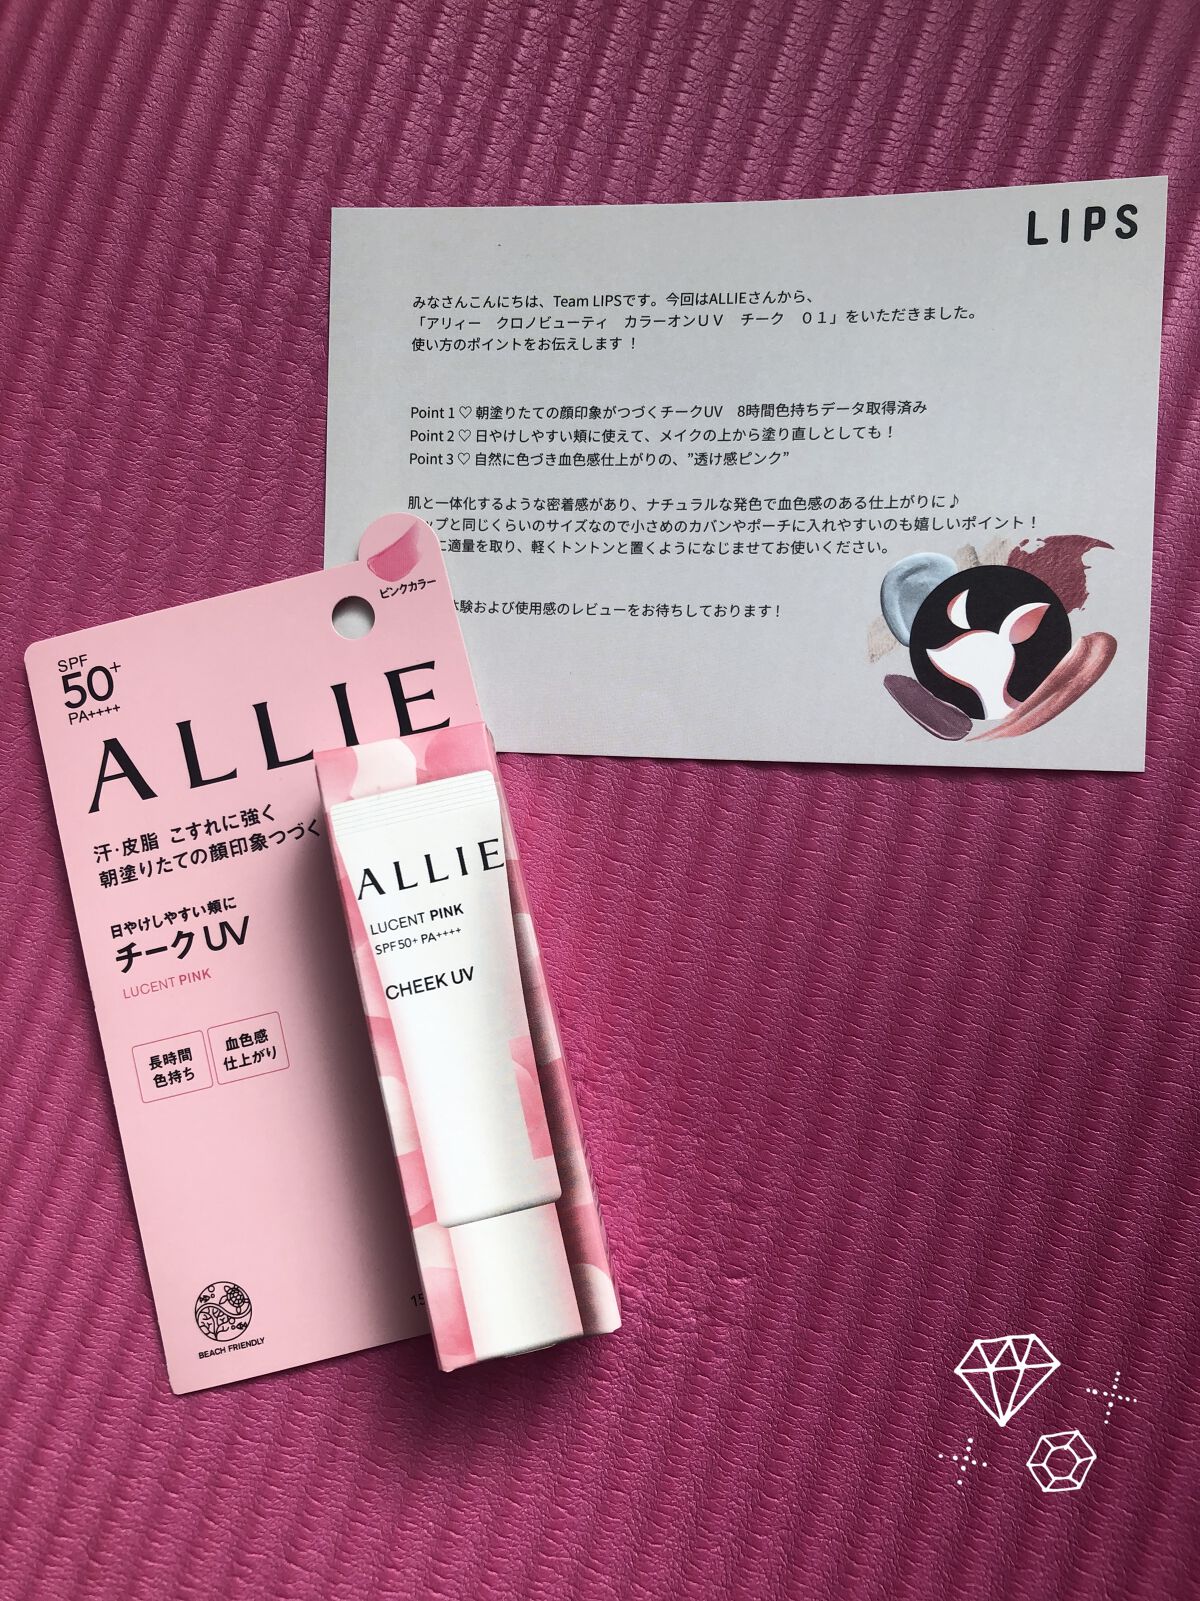 LIPS
みなさんこんにちは、Team LIPSです。今回はALLIEさんから、
「アリィー　クロノビューティ　カラーオンＵＶ　チーク　０１」をいただきました。
使い方のポイントをお伝えします！
Point 1 ♡ 朝塗りたての顔印象がつづくチークUV　8時間色持ちデータ取得済み
Point 2 ♡ 日やけしやすい頬に使えて、メイクの上から塗り直しとしても！
Point 3 ♡ 自然に色づき血色感仕上がりの、”透け感ピンク”
肌と一体化するような密着感があり、ナチュラルな発色で血色感のある仕上がりに♪
ップと同じくらいのサイズなので小さめのカバンやポーチに入れやすいのも嬉しいポイント！
に適量を取り、軽くトントンと置くようになじませてお使いください。
験および使用感のレビューをお待ちしております！
ピンクカラー
SPF
50+
PA++++
ALLIE
汗・皮脂 こすれに強く
朝塗りたての顔印象つづく
日やけしやすい頬に
チーク UV
LUCENT PINK
長時間
色持ち
血色感
仕上がり
BEACH FRIENDLY
15
ALLIE
LUCENT PINK
SPF50+ PA++++
CHEEK UV